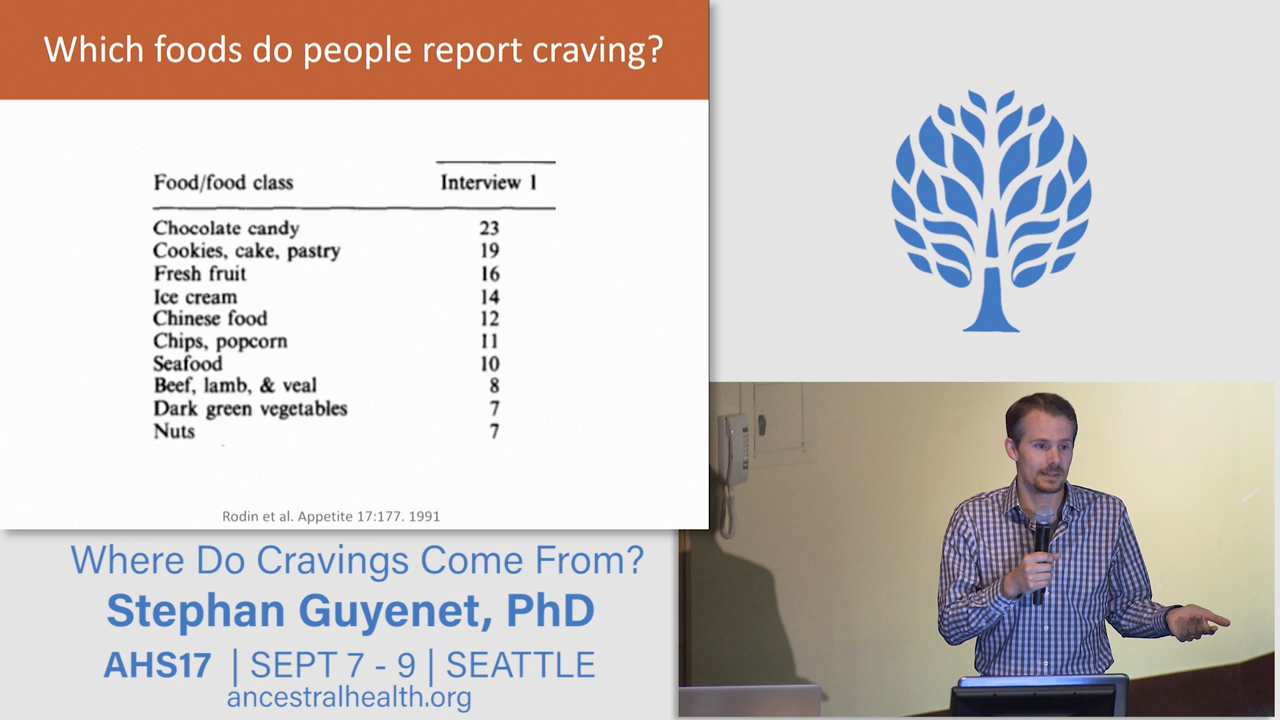 Which foods do people report craving?
Food/food class Interview 1
Chocolate candy 23
Cookies, cake, pastry 19
Fresh fruit 16
Ice cream 14
Chinese food 12
Chips, popcorn 11
Seafood 10
Beef, lamb, & veal 8
Dark green vegetables 7
Nuts 7
Rodin et al. Appetite 17:177. 1991
Where Do Cravings Come From?
Stephan Guyenet, PhD
AHS17 | SEPT 7 - 9 | SEATTLE
ancestralhealth.org